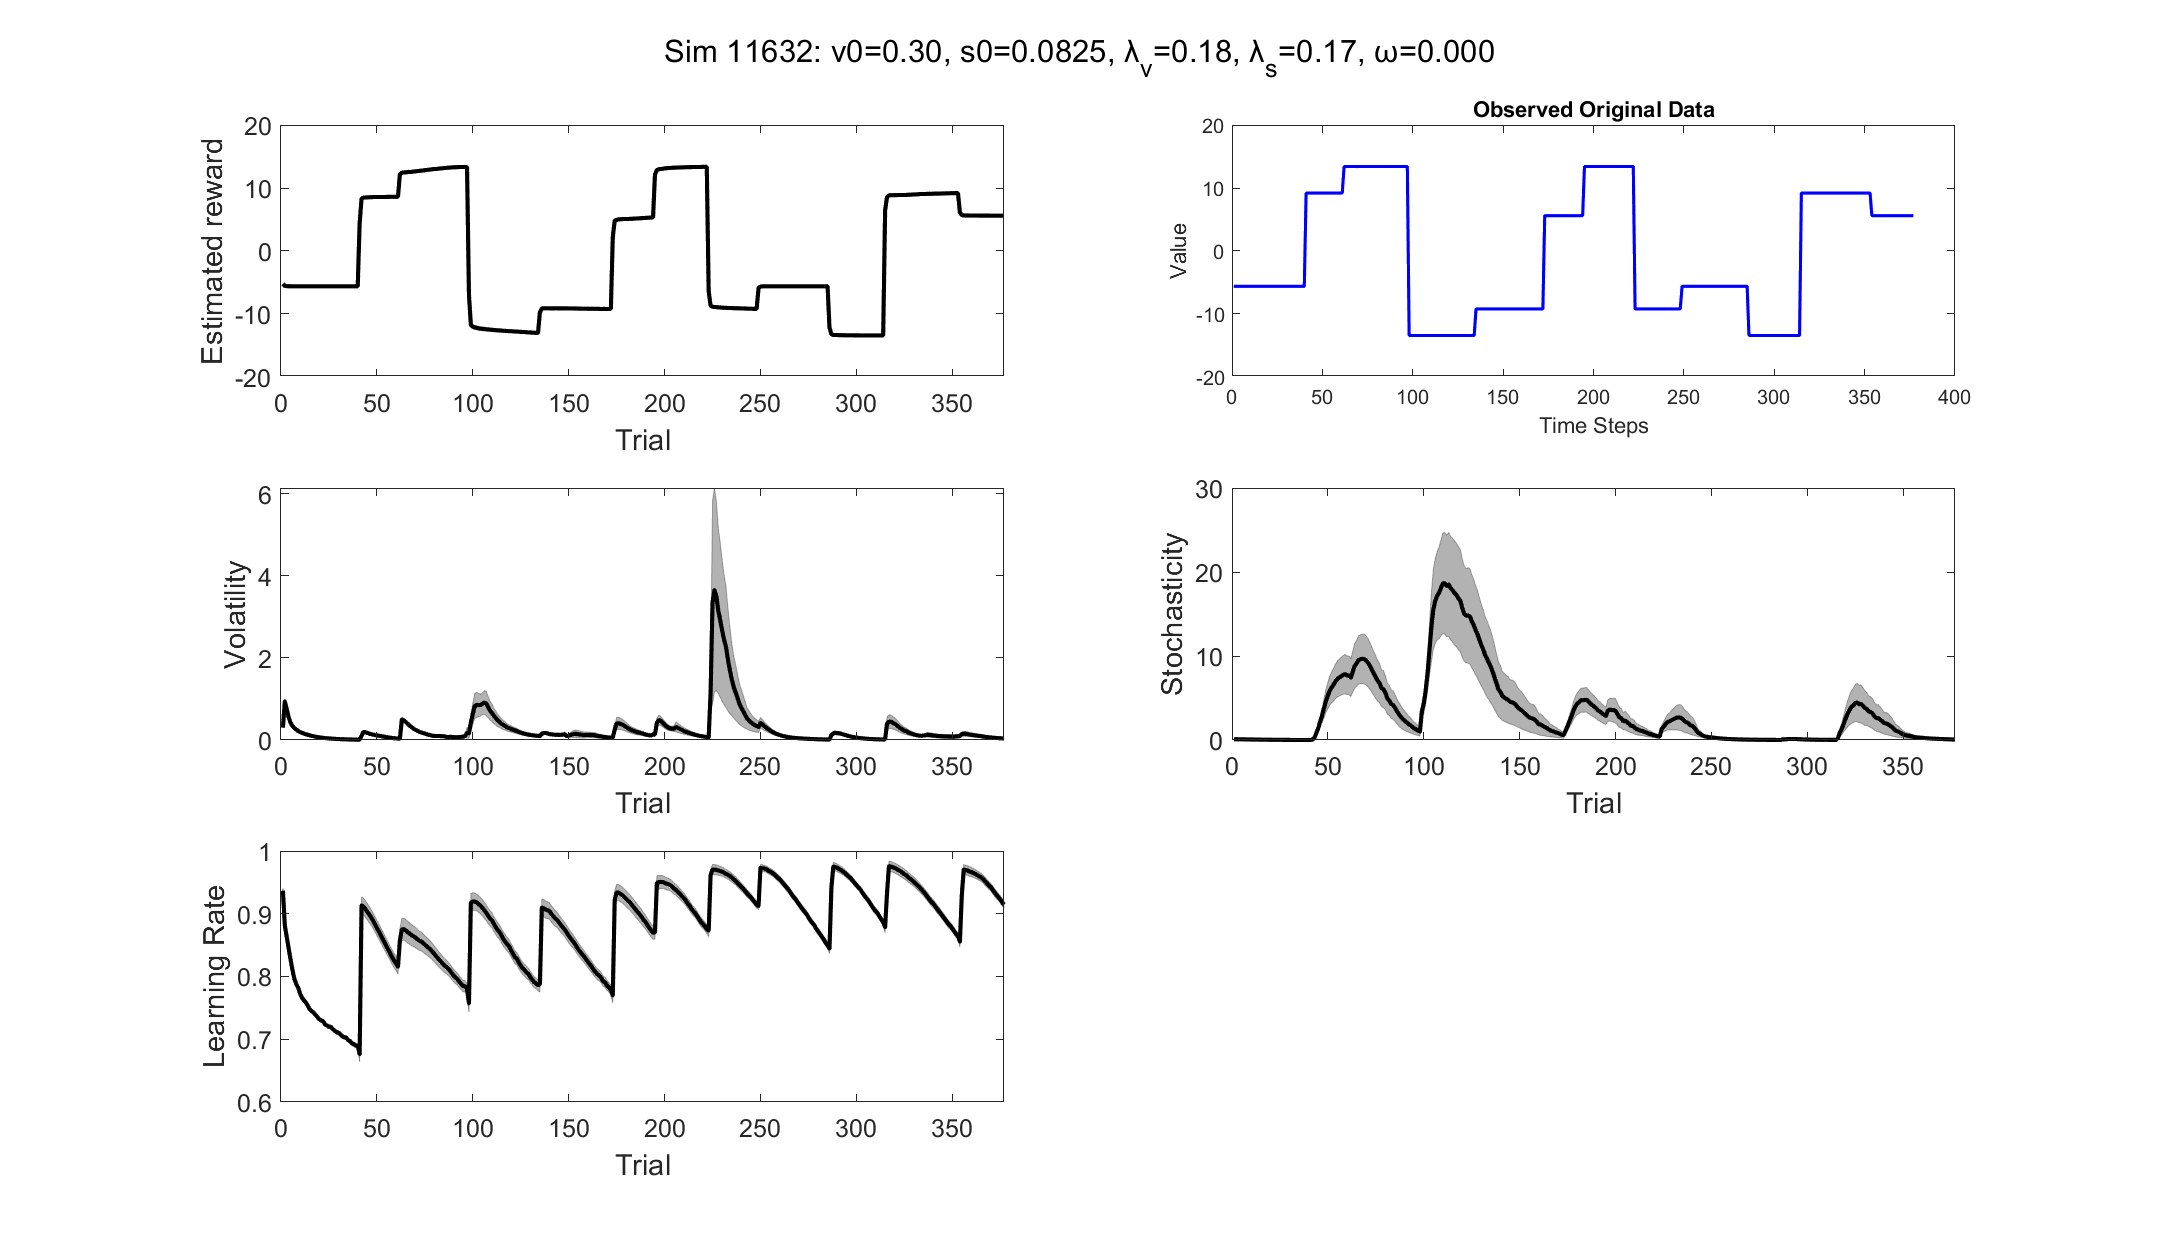 Sim 11632: v0=0.30, s0=0.0825, λv=0.18, λs=0.17, ω=0.000
20
10
0
-10
-20
Estimated reward
0 50 100 150 200 250 300 350
Trial
Observed Original Data
20
10
0
-10
-20
Value
0 50 100 150 200 250 300 350 400
Time Steps
6
4
2
0
Volatility
0 50 100 150 200 250 300 350
Trial
30
20
10
0
Stochasticity
0 50 100 150 200 250 300 350
Trial
1
0.9
0.8
0.7
0.6
Learning Rate
0 50 100 150 200 250 300 350
Trial